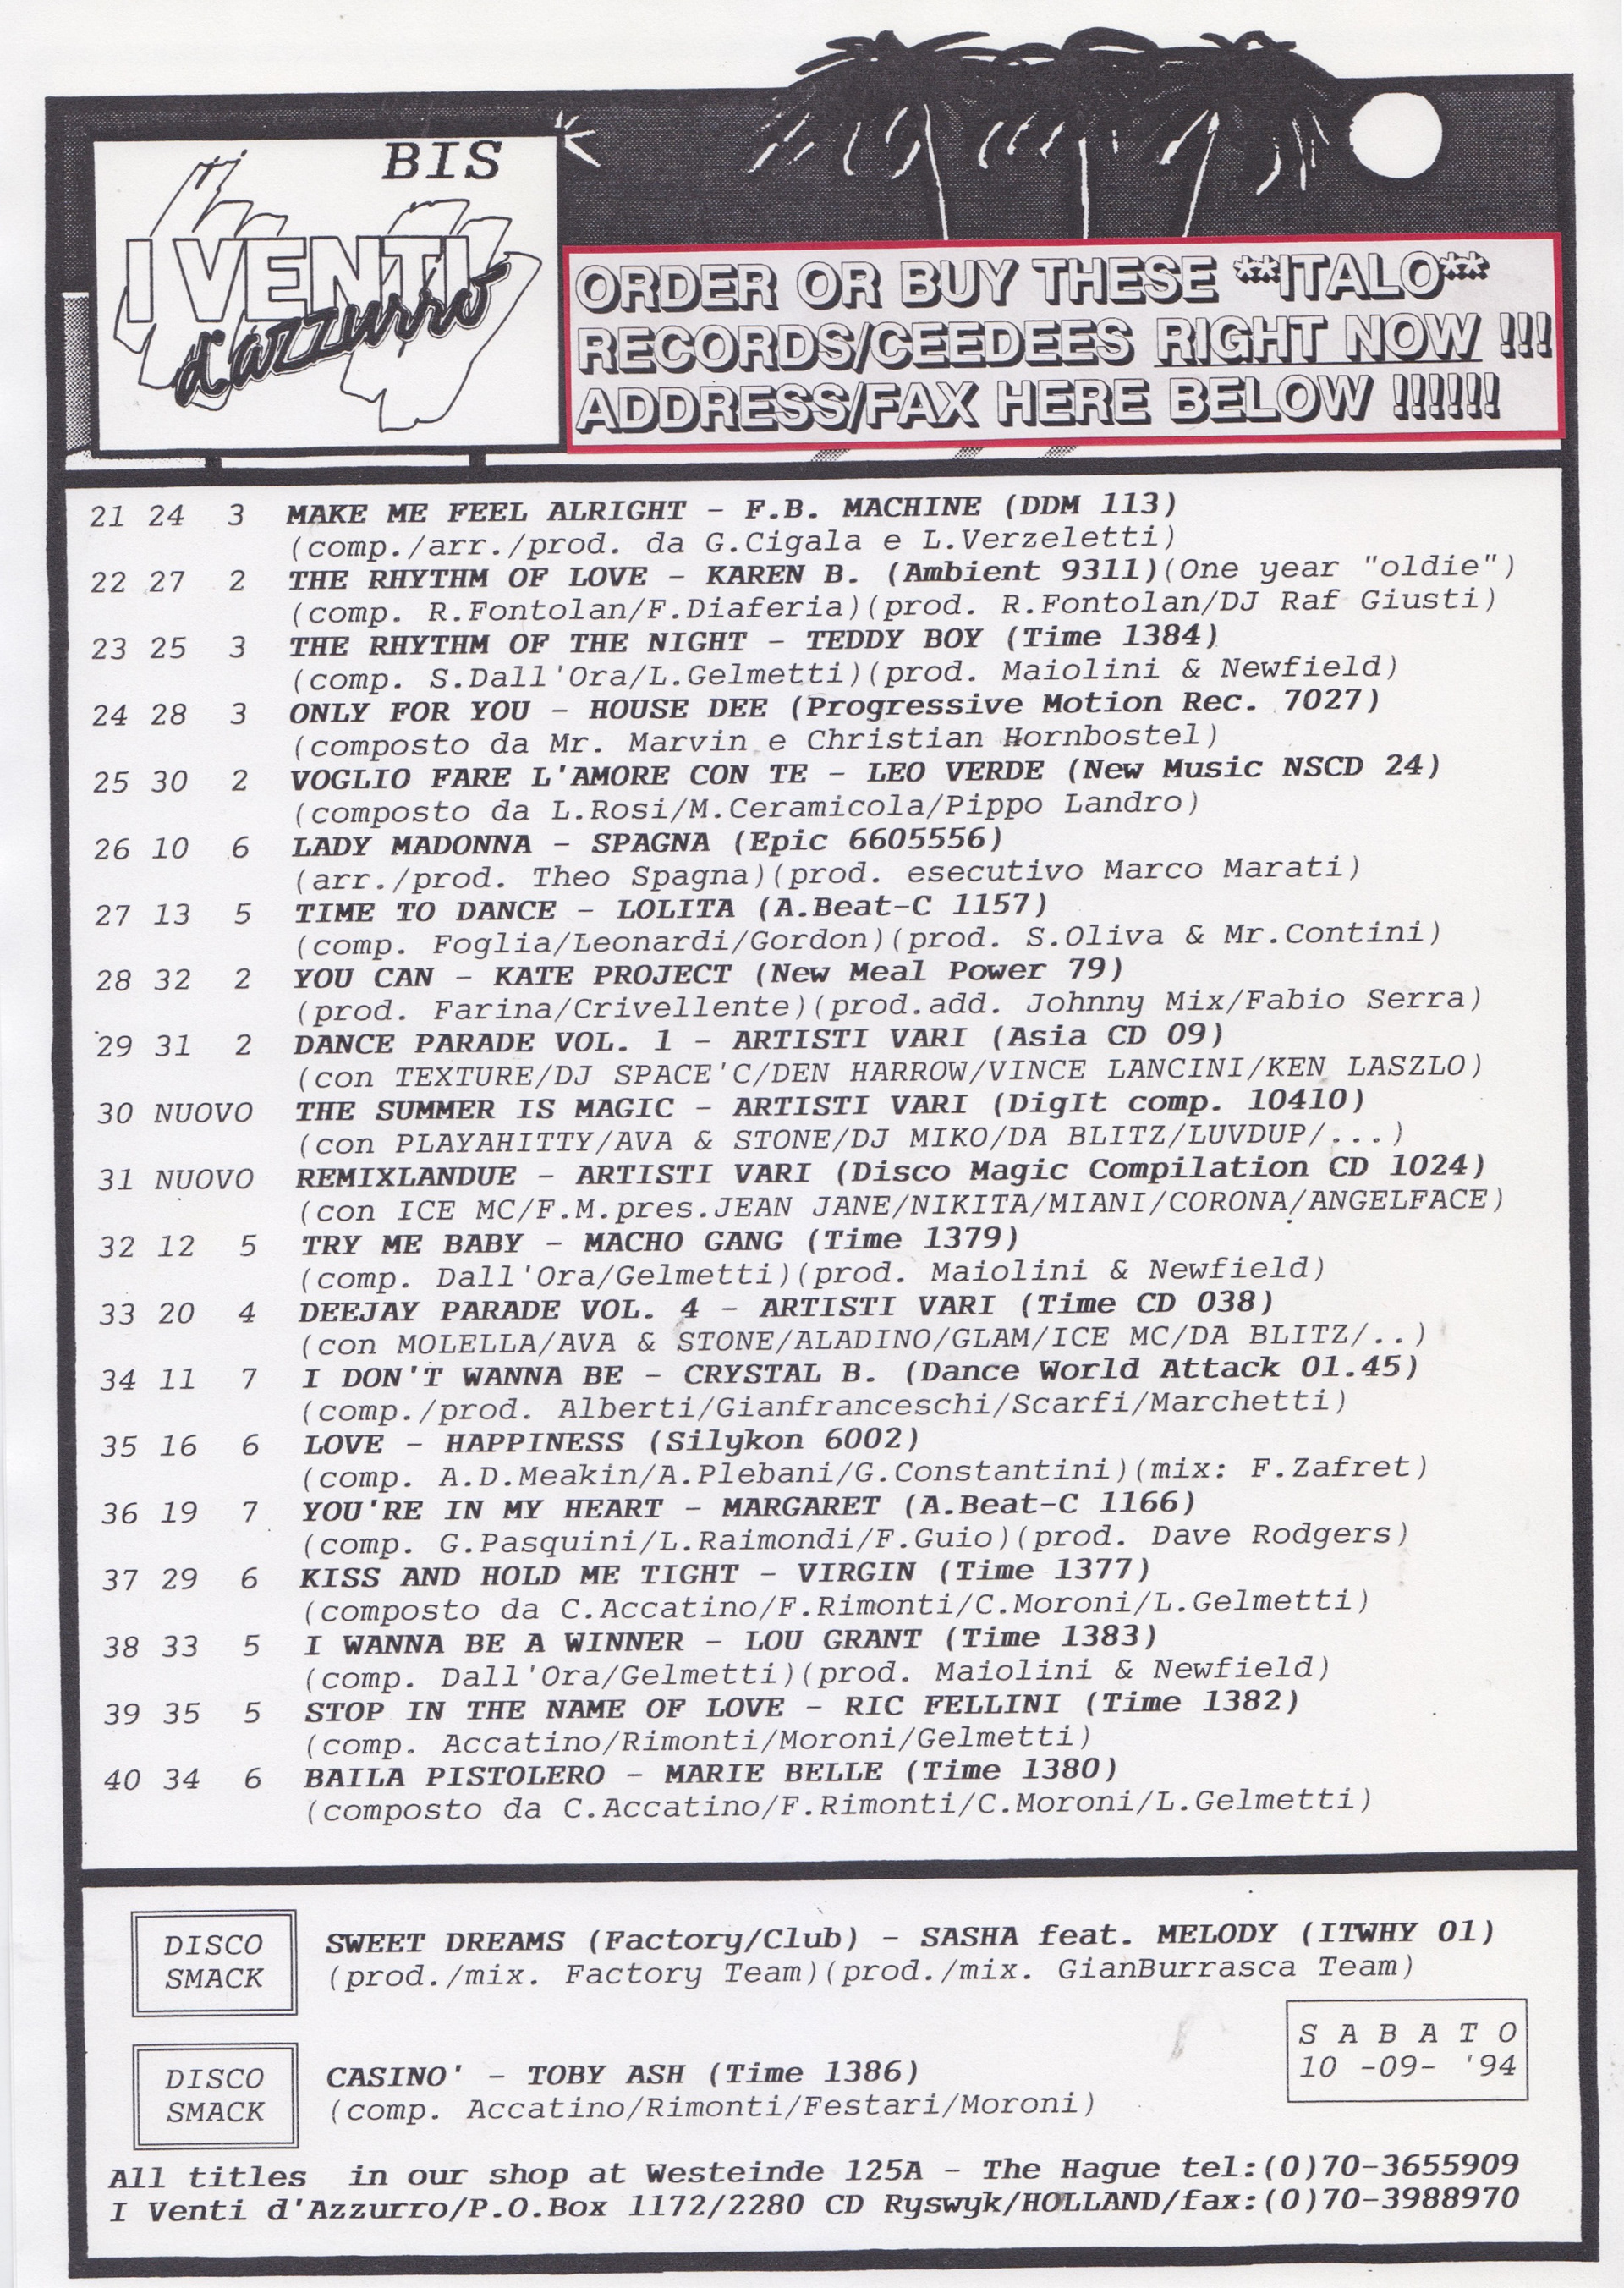 BIS
I VENTI
d'azzurro
ORDER OR BUY THESE **ITALO**
RECORDS/CEEDEES RIGHT NOW !!!
ADDRESS/FAX HERE BELOW !!!!!!
21 24 3 MAKE ME FEEL ALRIGHT - F.B. MACHINE (DDM 113)
(comp./arr./prod. da G.Cigala e L.Verzeletti)
22 27 2 THE RHYTHM OF LOVE - KAREN B. (Ambient 9311)(One year "oldie")
(comp. R.Fontolan/F.Diaferia)(prod. R.Fontolan/DJ Raf Giusti)
23 25 3 THE RHYTHM OF THE NIGHT - TEDDY BOY (Time 1384)
(comp. S.Dall'Ora/L.Gelmetti)(prod. Maiolini & Newfield)
24 28 3 ONLY FOR YOU - HOUSE DEE (Progressive Motion Rec. 7027)
(composto da Mr. Marvin e Christian Hornbostel)
25 30 2 VOGLIO FARE L'AMORE CON TE - LEO VERDE (New Music NSCD 24)
(composto da L.Rosi/M.Ceramicola/Pippo Landro)
26 10 6 LADY MADONNA - SPAGNA (Epic 6605556)
(arr./prod. Theo Spagna)(prod. esecutivo Marco Marati)
27 13 5 TIME TO DANCE - LOLITA (A.Beat-C 1157)
(comp. Foglia/Leonardi/Gordon)(prod. S.Oliva & Mr.Contini)
28 32 2 YOU CAN - KATE PROJECT (New Meal Power 79)
(prod. Farina/Crivellente)(prod.add. Johnny Mix/Fabio Serra)
29 31 2 DANCE PARADE VOL. 1 - ARTISTI VARI (Asia CD 09)
(con TEXTURE/DJ SPACE'C/DEN HARROW/VINCE LANCINI/KEN LASZLO)
30 NUOVO THE SUMMER IS MAGIC - ARTISTI VARI (DigIt comp. 10410)
(con PLAYAHITTY/AVA & STONE/DJ MIKO/DA BLITZ/LUVDUP/...)
31 NUOVO REMIXLANDUE - ARTISTI VARI (Disco Magic Compilation CD 1024)
(con ICE MC/F.M.pres.JEAN JANE/NIKITA/MIANI/CORONA/ANGELFACE)
32 12 5 TRY ME BABY - MACHO GANG (Time 1379)
(comp. Dall'Ora/Gelmetti)(prod. Maiolini & Newfield)
33 20 4 DEEJAY PARADE VOL. 4 - ARTISTI VARI (Time CD 038)
(con MOLELLA/AVA & STONE/ALADINO/GLAM/ICE MC/DA BLITZ/..)
34 11 7 I DON'T WANNA BE - CRYSTAL B. (Dance World Attack 01.45)
(comp./prod. Alberti/Gianfranceschi/Scarfi/Marchetti)
35 16 6 LOVE - HAPPINESS (Silykon 6002)
(comp. A.D.Meakin/A.Plebani/G.Constantini)(mix: F.Zafret)
36 19 7 YOU'RE IN MY HEART - MARGARET (A.Beat-C 1166)
(comp. G.Pasquini/L.Raimondi/F.Guio)(prod. Dave Rodgers)
37 29 6 KISS AND HOLD ME TIGHT - VIRGIN (Time 1377)
(composto da C.Accatino/F.Rimonti/C.Moroni/L.Gelmetti)
38 33 5 I WANNA BE A WINNER - LOU GRANT (Time 1383)
(comp. Dall'Ora/Gelmetti)(prod. Maiolini & Newfield)
39 35 5 STOP IN THE NAME OF LOVE - RIC FELLINI (Time 1382)
(comp. Accatino/Rimonti/Moroni/Gelmetti)
40 34 6 BAILA PISTOLERO - MARIE BELLE (Time 1380)
(composto da C.Accatino/F.Rimonti/C.Moroni/L.Gelmetti)
DISCO SWEET DREAMS (Factory/Club) - SASHA feat. MELODY (ITWHY 01)
SMACK (prod./mix. Factory Team)(prod./mix. GianBurrasca Team)
S A B A T O
10 -09- '94
DISCO CASINO' - TOBY ASH (Time 1386)
SMACK (comp. Accatino/Rimonti/Festari/Moroni)
All titles in our shop at Westeinde 125A - The Hague tel:(0)70-3655909
I Venti d'Azzurro/P.O.Box 1172/2280 CD Ryswyk/HOLLAND/fax:(0)70-3988970